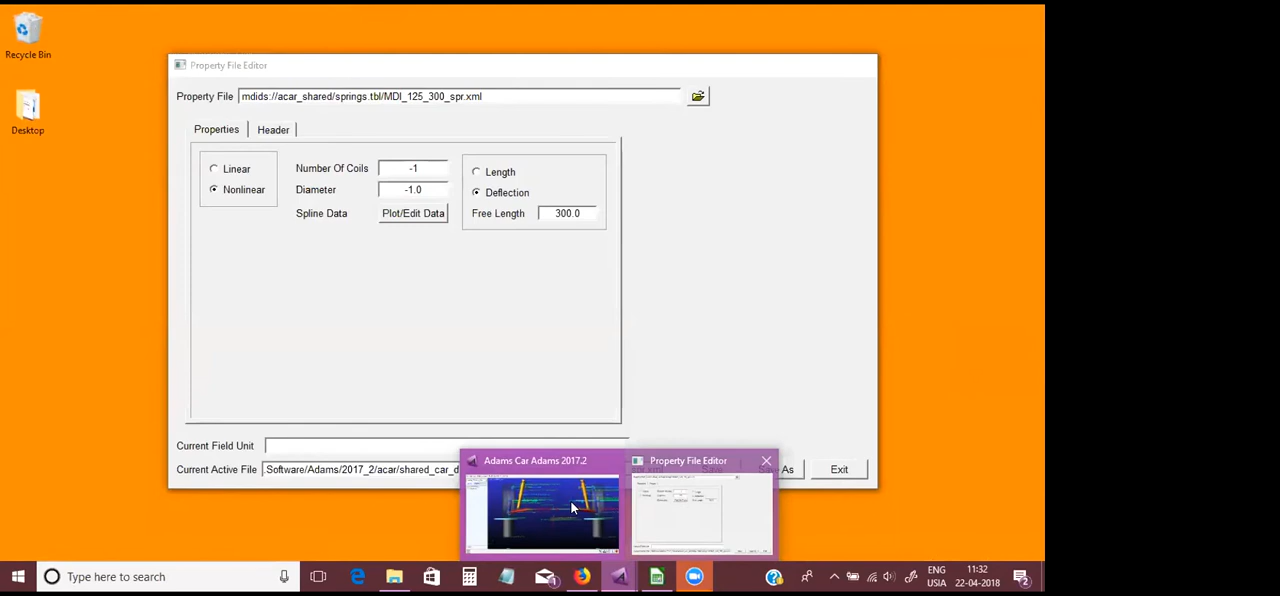 Recycle Bin
Desktop
Property File Editor
Property File mdids://acar_shared/springs.tbl/MDI_125_300_spr.xml
Properties Header
Linear
Nonlinear
Number Of Coils -1
Diameter -1.0
Spline Data Plot/Edit Data
Length
Deflection
Free Length 300.0
Current Field Unit
Current Active File Software/Adams/2017_2/acar/shared_car_d
As Exit
Adams Car Adams 2017.2
Property File Editor
Type here to search
ENG
USIA
11:32
22-04-2018